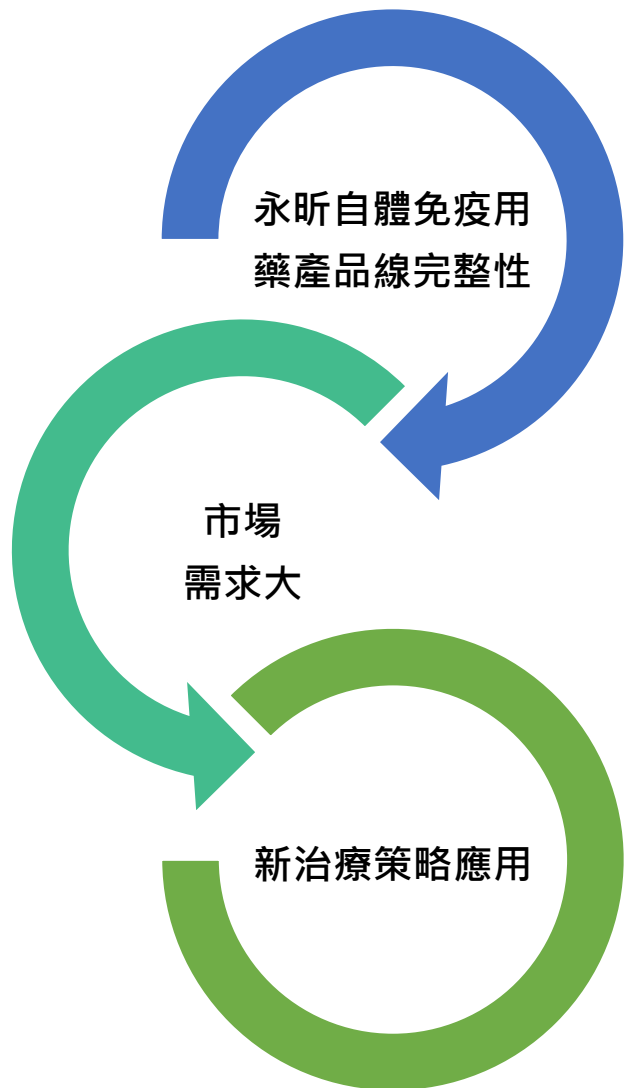 永昕自體免疫用
藥產品線完整性
市場
需求大
新治療策略應用